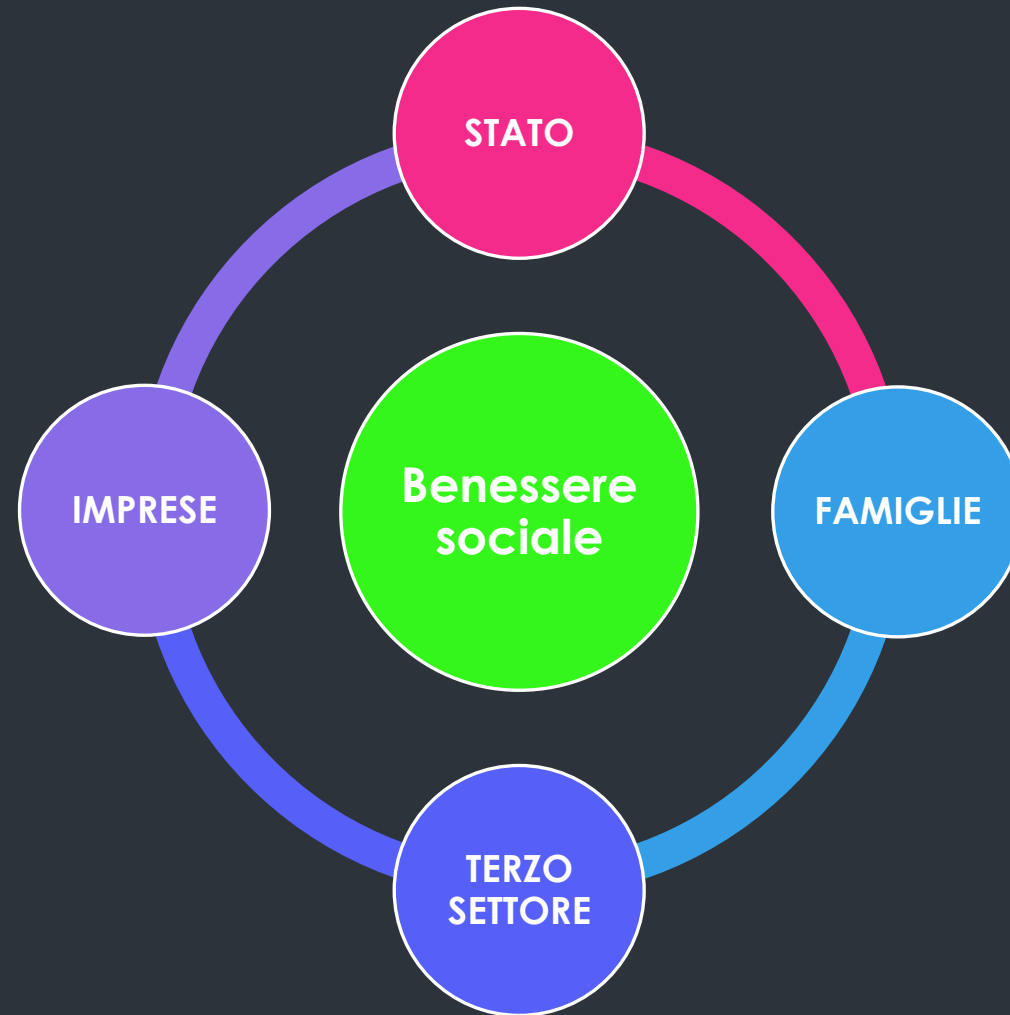 STATO
IMPRESE
Benessere
sociale
FAMIGLIE
TERZO
SETTORE